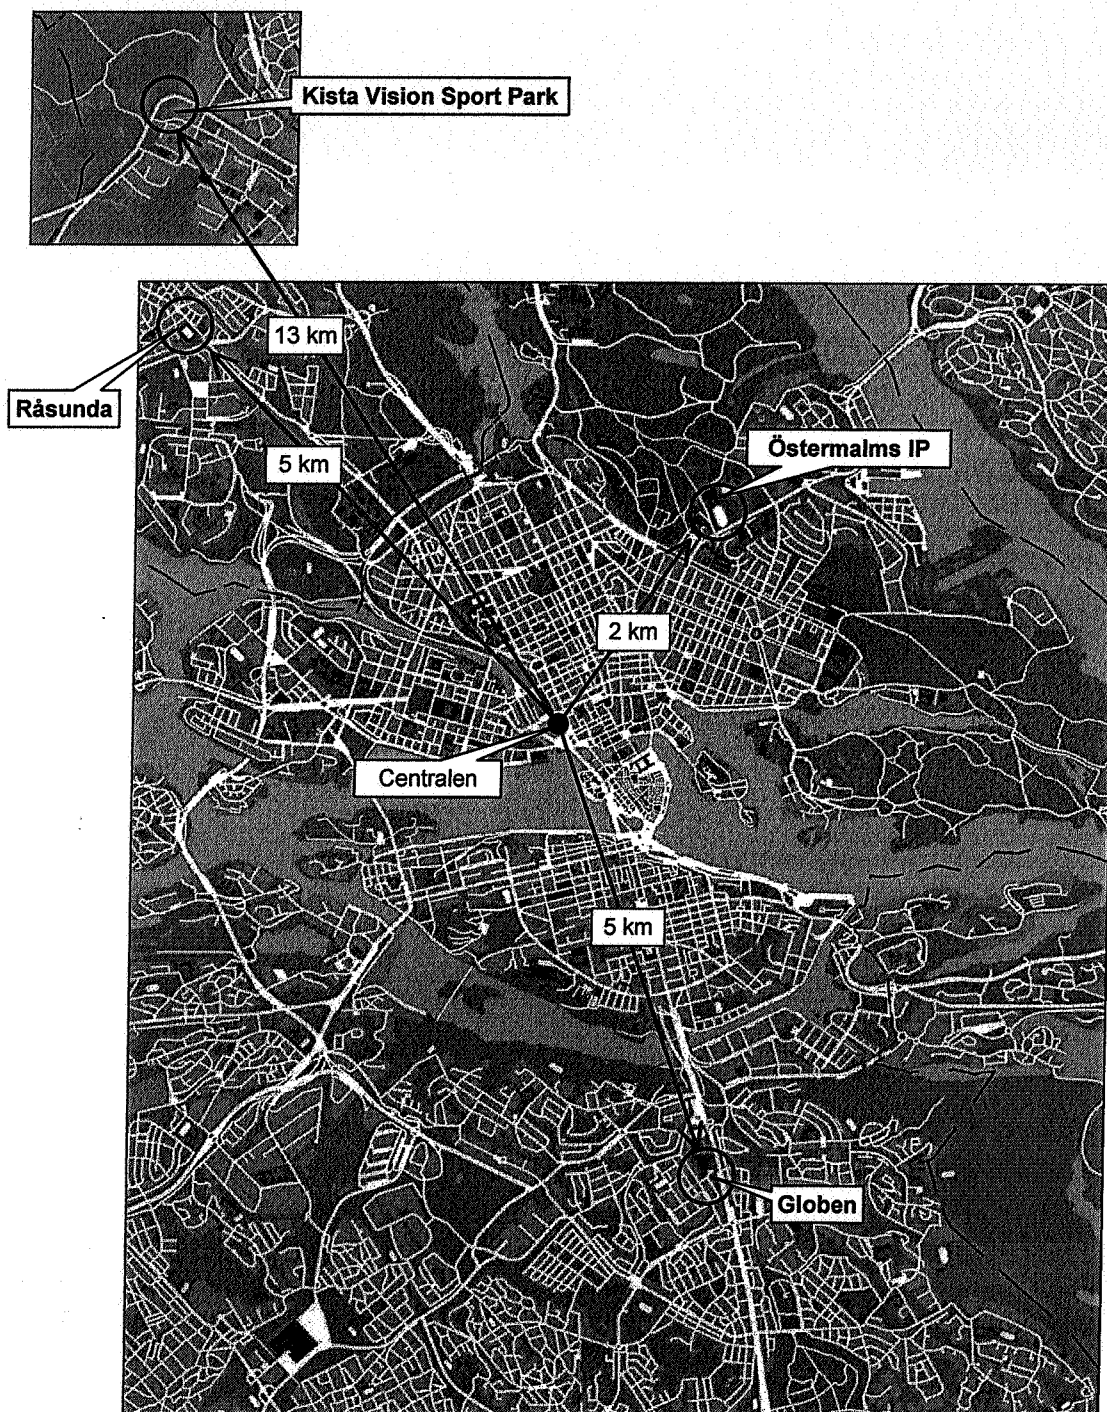 Kista Vision Sport Park
13 km
Råsunda
Östermalms IP
5 km
2 km
Centralen
5 km
Globen